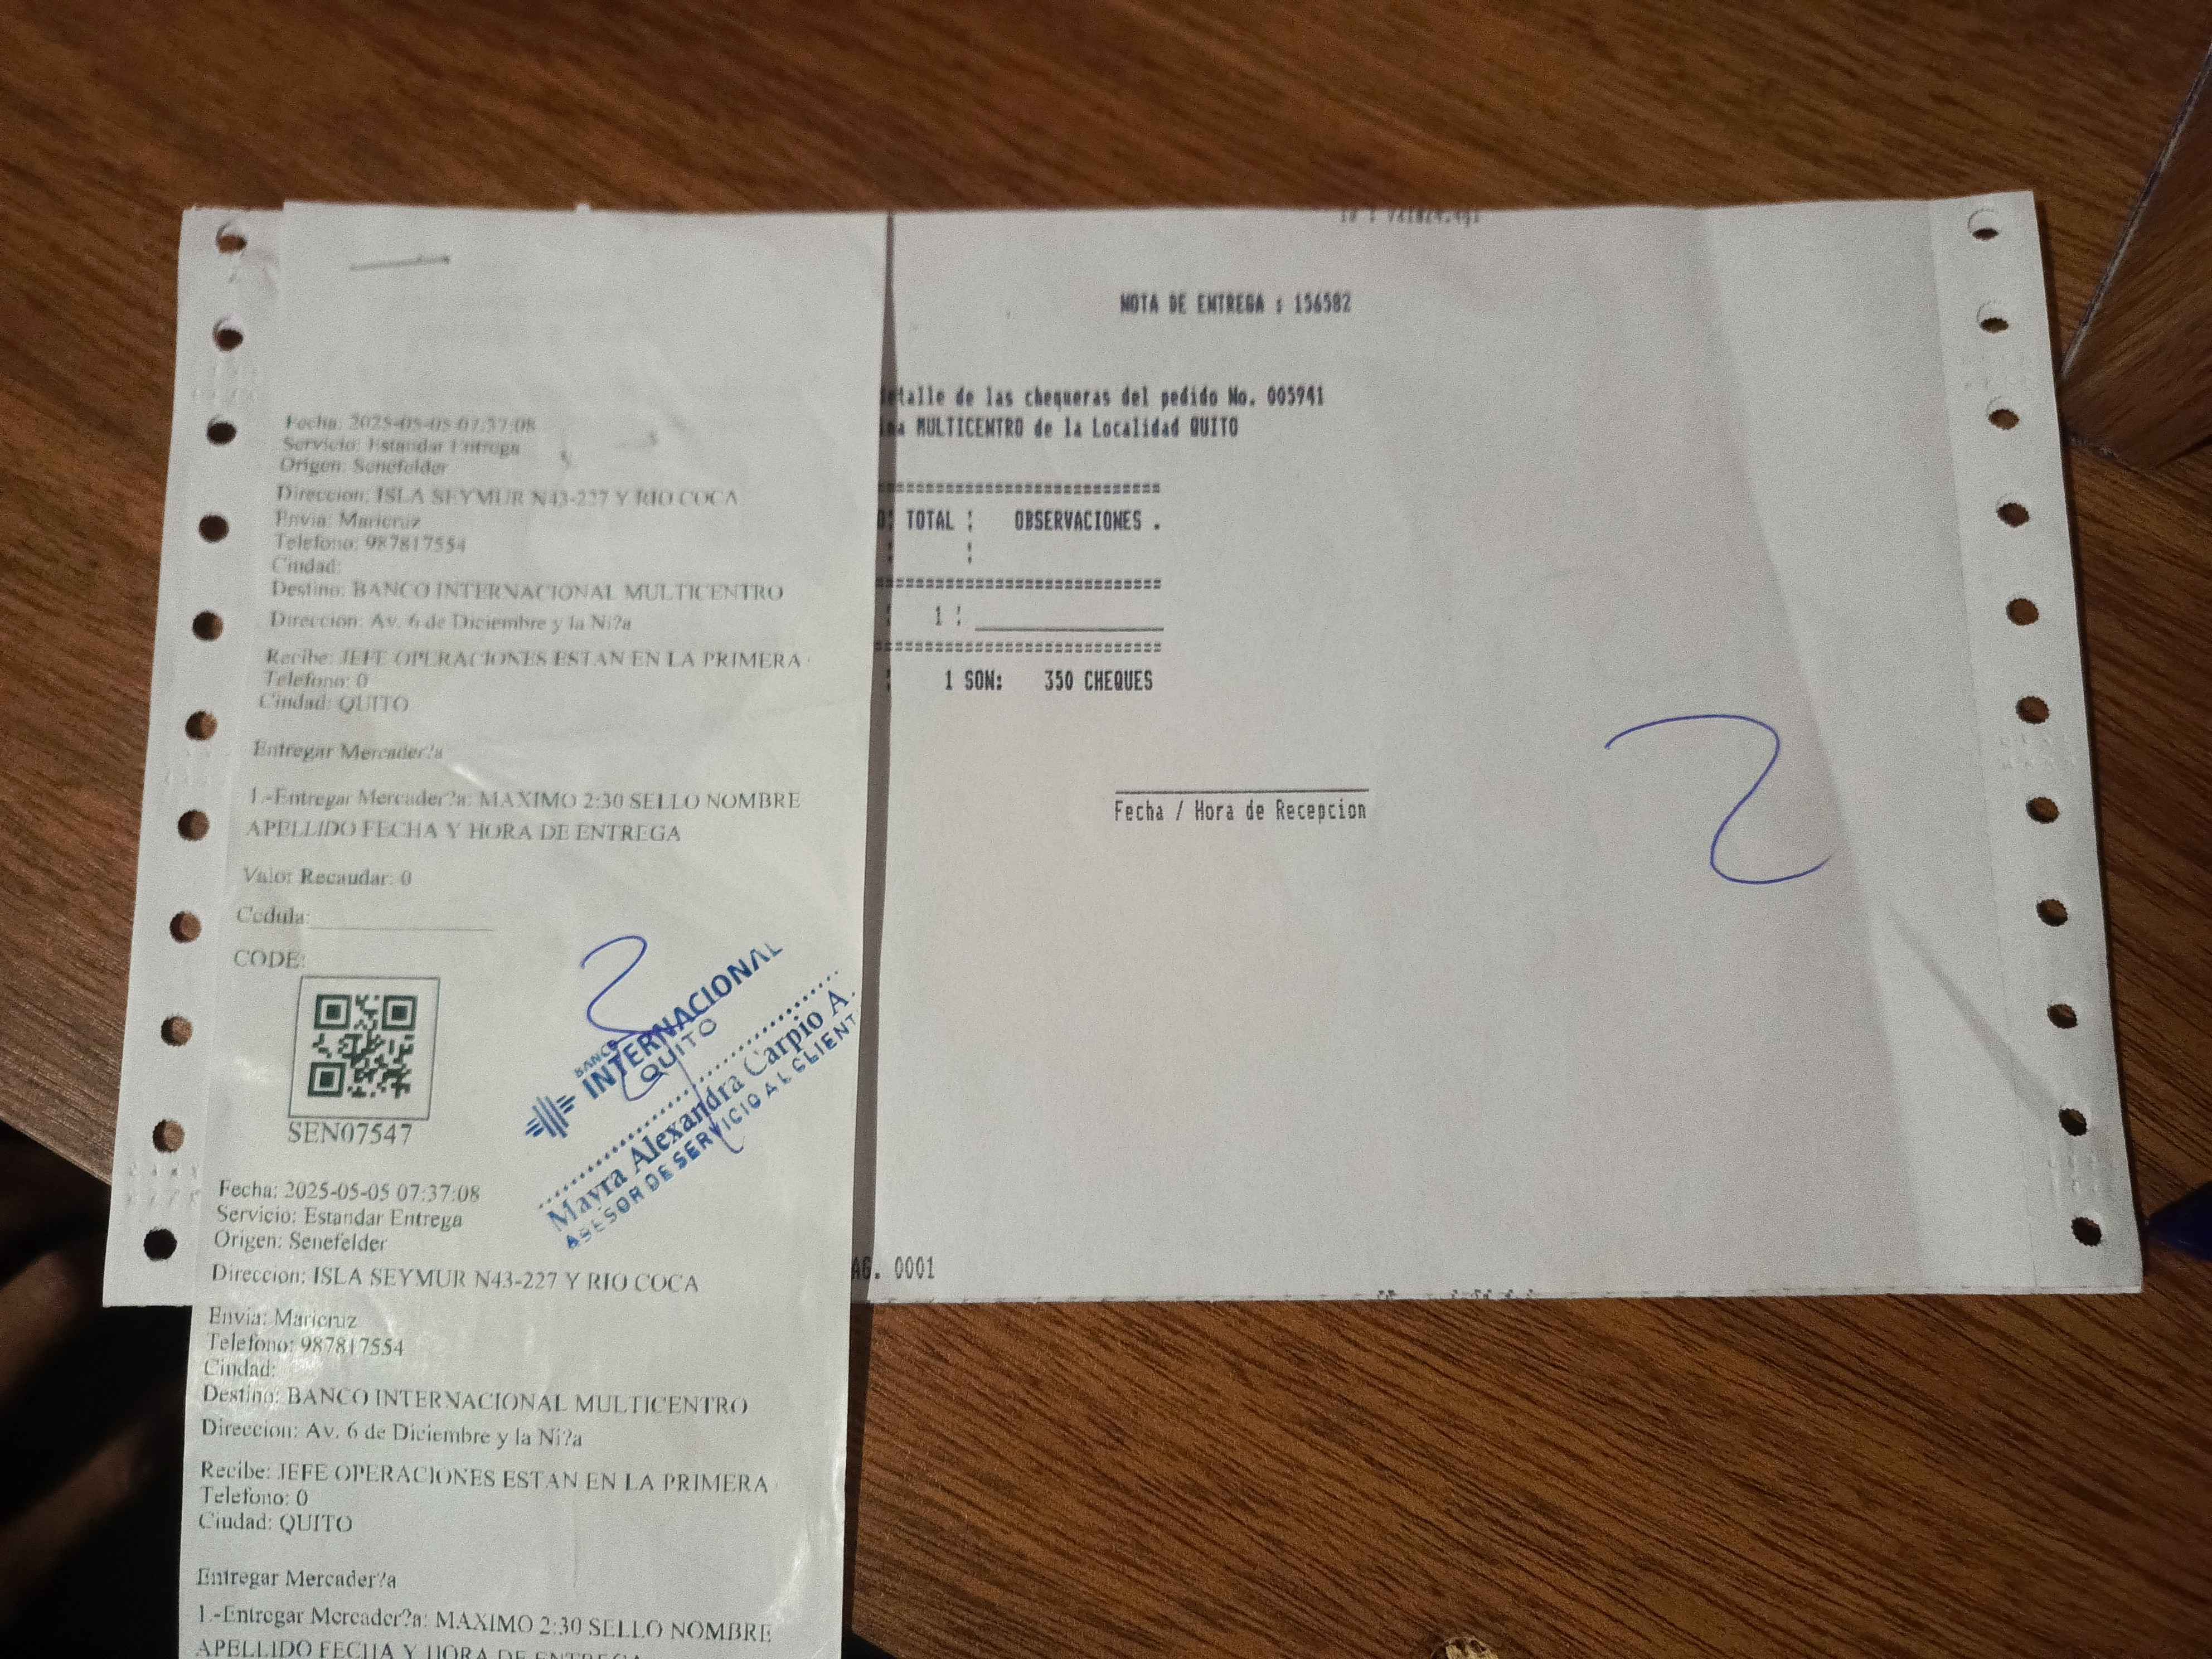 Fecha: 2025-05-05 07:37:08
Servicio: Estandar Entrega
Origen: Senefelder
Direccion: ISLA SEYMUR N43-227 Y RIO COCA
Envia: Maricruz
Telefono: 987817554
Ciudad:
Destino: BANCO INTERNACIONAL MULTICENTRO
Direccion: Av. 6 de Diciembre y la Ni?a
Recibe: JEFE OPERACIONES ESTAN EN LA PRIMERA
Telefono: 0
Ciudad: QUITO
Entregar Mercader?a
1.-Entregar Mercader?a: MAXIMO 2:30 SELLO NOMBRE
APELLIDO FECHA Y HORA DE ENTREGA
Valor Recaudar: 0
Cedula:
CODE:
SEN07547
BANCO
INTERNACIONAL
QUITO
Mayra Alexandra Carpio A.
ASESOR DE SERVICIO AL CLIENT
Fecha: 2025-05-05 07:37:08
Servicio: Estandar Entrega
Origen: Senefelder
Direccion: ISLA SEYMUR N43-227 Y RIO COCA
Envia: Maricruz
Telefono: 987817554
Ciudad:
Destino: BANCO INTERNACIONAL MULTICENTRO
Direccion: Av. 6 de Diciembre y la Ni?a
Recibe: JEFE OPERACIONES ESTAN EN LA PRIMERA
Telefono: 0
Ciudad: QUITO
Entregar Mercader?a
1.-Entregar Mercader?a: MAXIMO 2:30 SELLO NOMBRE
APELLIDO FECHA Y HORA DE ENTREGA
NOTA DE ENTREGA : 156582
etalle de las chequeras del pedido No. 005941
na MULTICENTRO de la Localidad QUITO
TOTAL : OBSERVACIONES .
1 :
1 SON: 350 CHEQUES
Fecha / Hora de Recepcion
AG. 0001